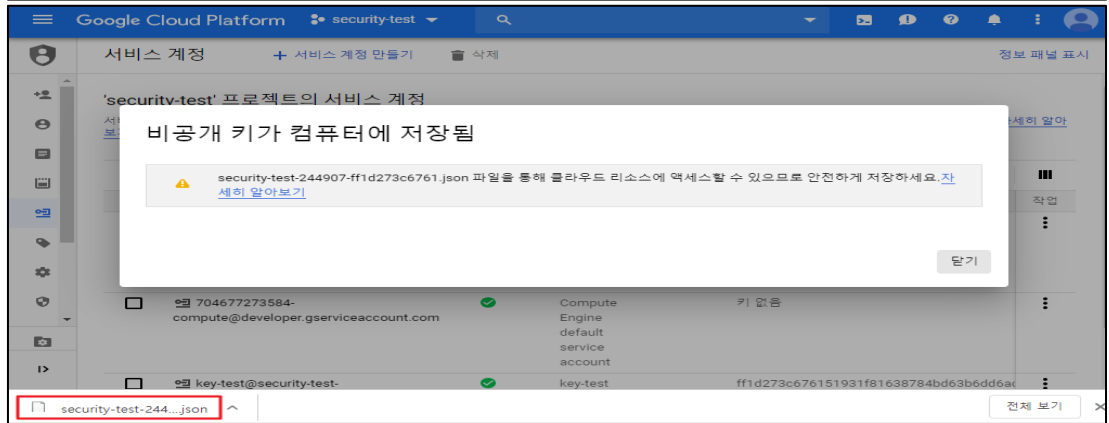 Google Cloud Platform security-test
서비스 계정 + 서비스 계정 만들기 삭제 정보 패널 표시
'security-test' 프로젝트의 서비스 계정
세히 알아
비공개 키가 컴퓨터에 저장됨
security-test-244907-ff1d273c6761.json 파일을 통해 클라우드 리소스에 액세스할 수 있으므로 안전하게 저장하세요.자
세히 알아보기
작업
닫기
704677273584- Compute 키 없음
compute@developer.gserviceaccount.com Engine
default
service
account
key-test@security-test- key-test ff1d273c676151931f81638784bd63b6dd6a
security-test-244....json 전체 보기